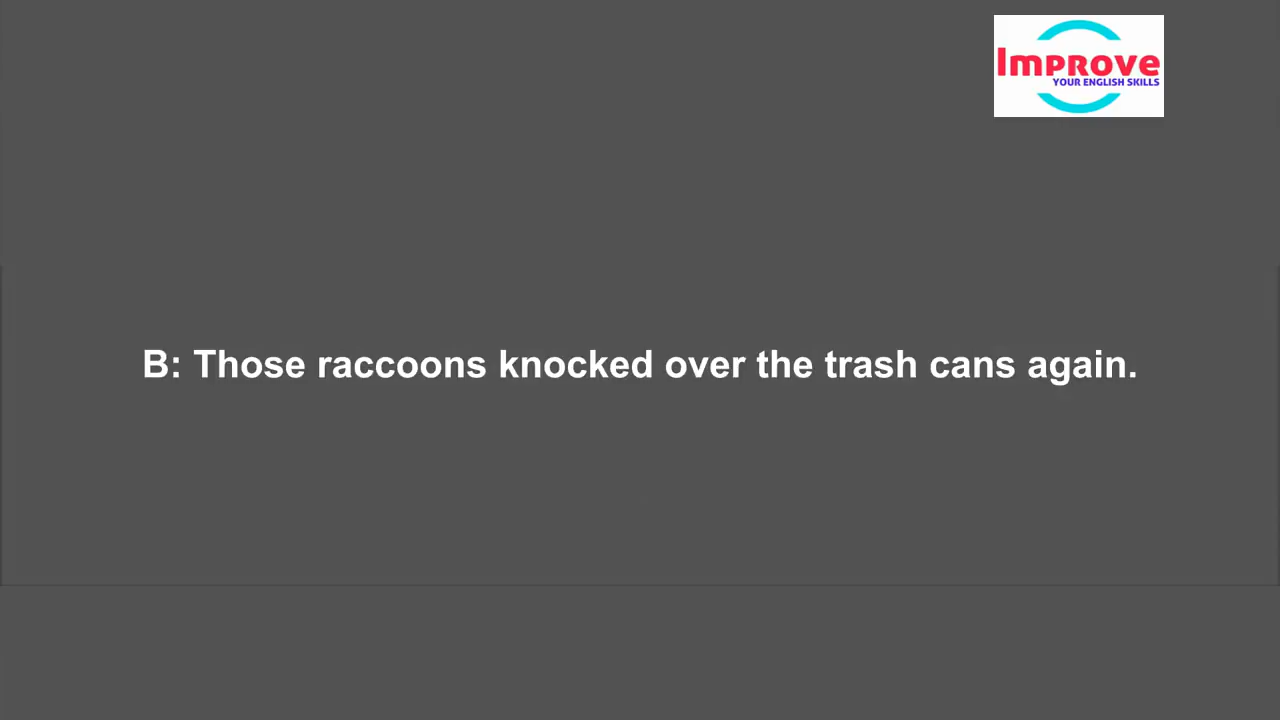 Improve
YOUR ENGLISH SKILLS
B: Those raccoons knocked over the trash cans again.